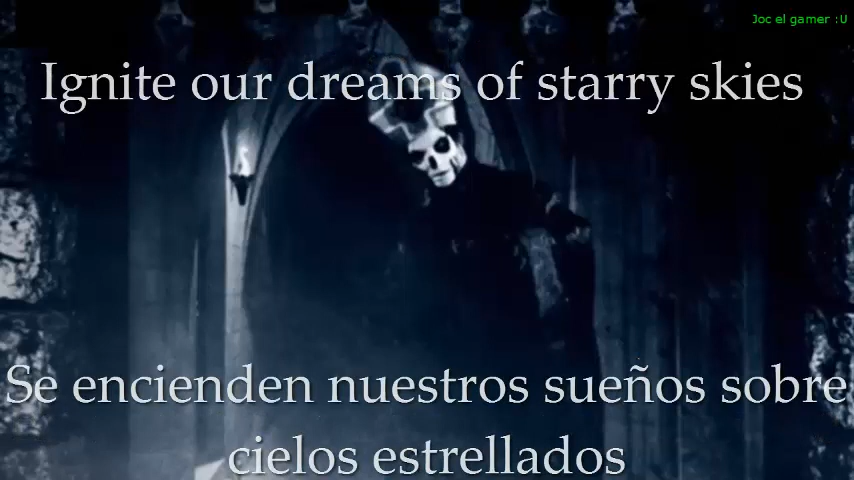 Joc el gamer :U
Ignite our dreams of starry skies
Se encienden nuestros sueños sobre
cielos estrellados